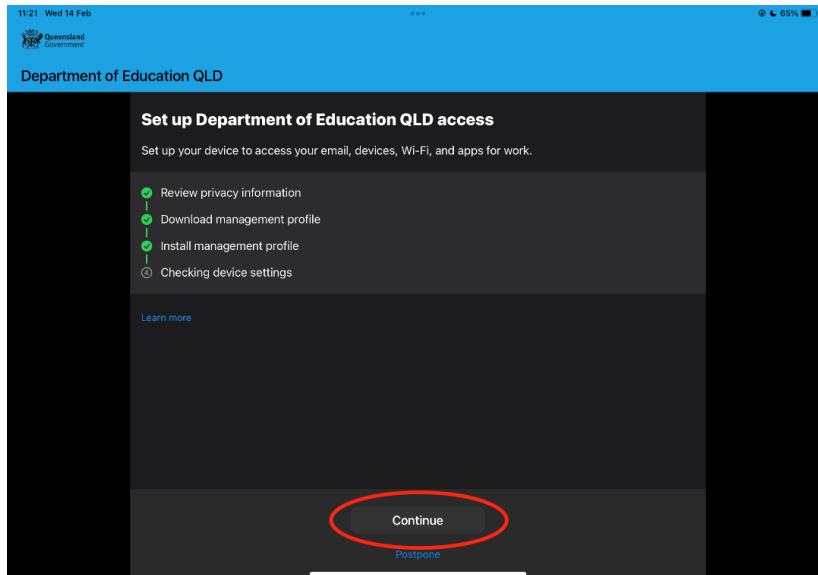 11:21 Wed 14 Feb
65%
Queensland
Government
Department of Education QLD
Set up Department of Education QLD access
Set up your device to access your email, devices, Wi-Fi, and apps for work.
Review privacy information
Download management profile
Install management profile
4 Checking device settings
Learn more
Continue
Postpone